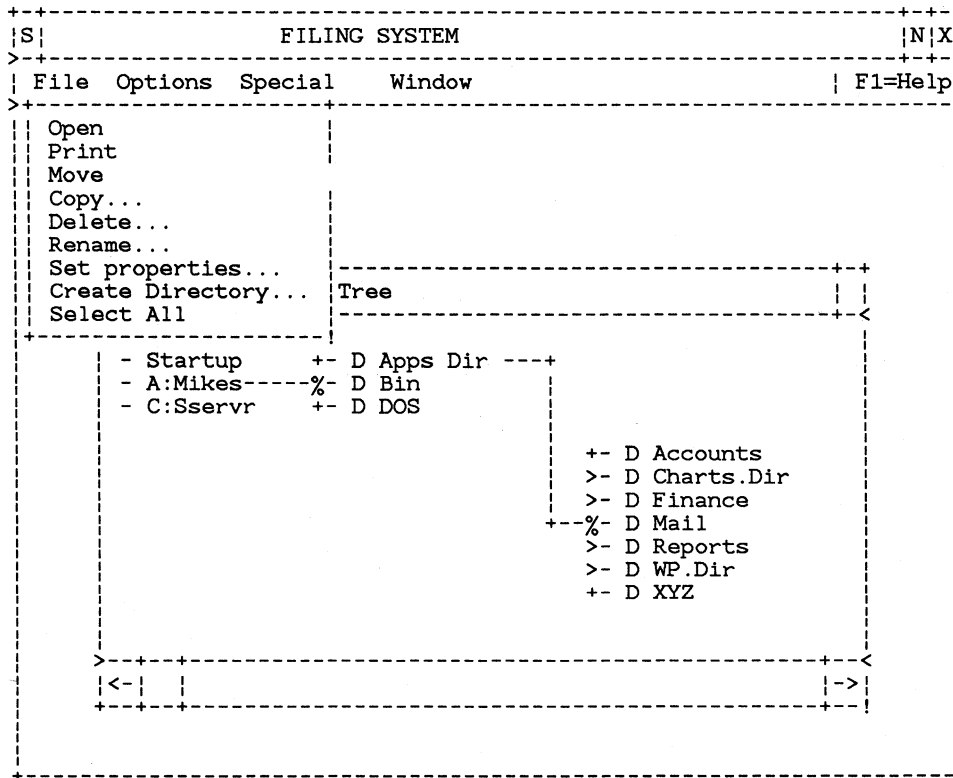 S FILING SYSTEM N X
File Options Special Window F1=Help
Open
Print
Move
Copy...
Delete...
Rename...
Set properties...
Create Directory... Tree
Select All
- Startup +- D Apps Dir ---+
- A:Mikes-----%- D Bin
- C:Sservr +- D DOS
+- D Accounts
>- D Charts.Dir
>- D Finance
+--%- D Mail
>- D Reports
>- D WP.Dir
+- D XYZ
<- ->